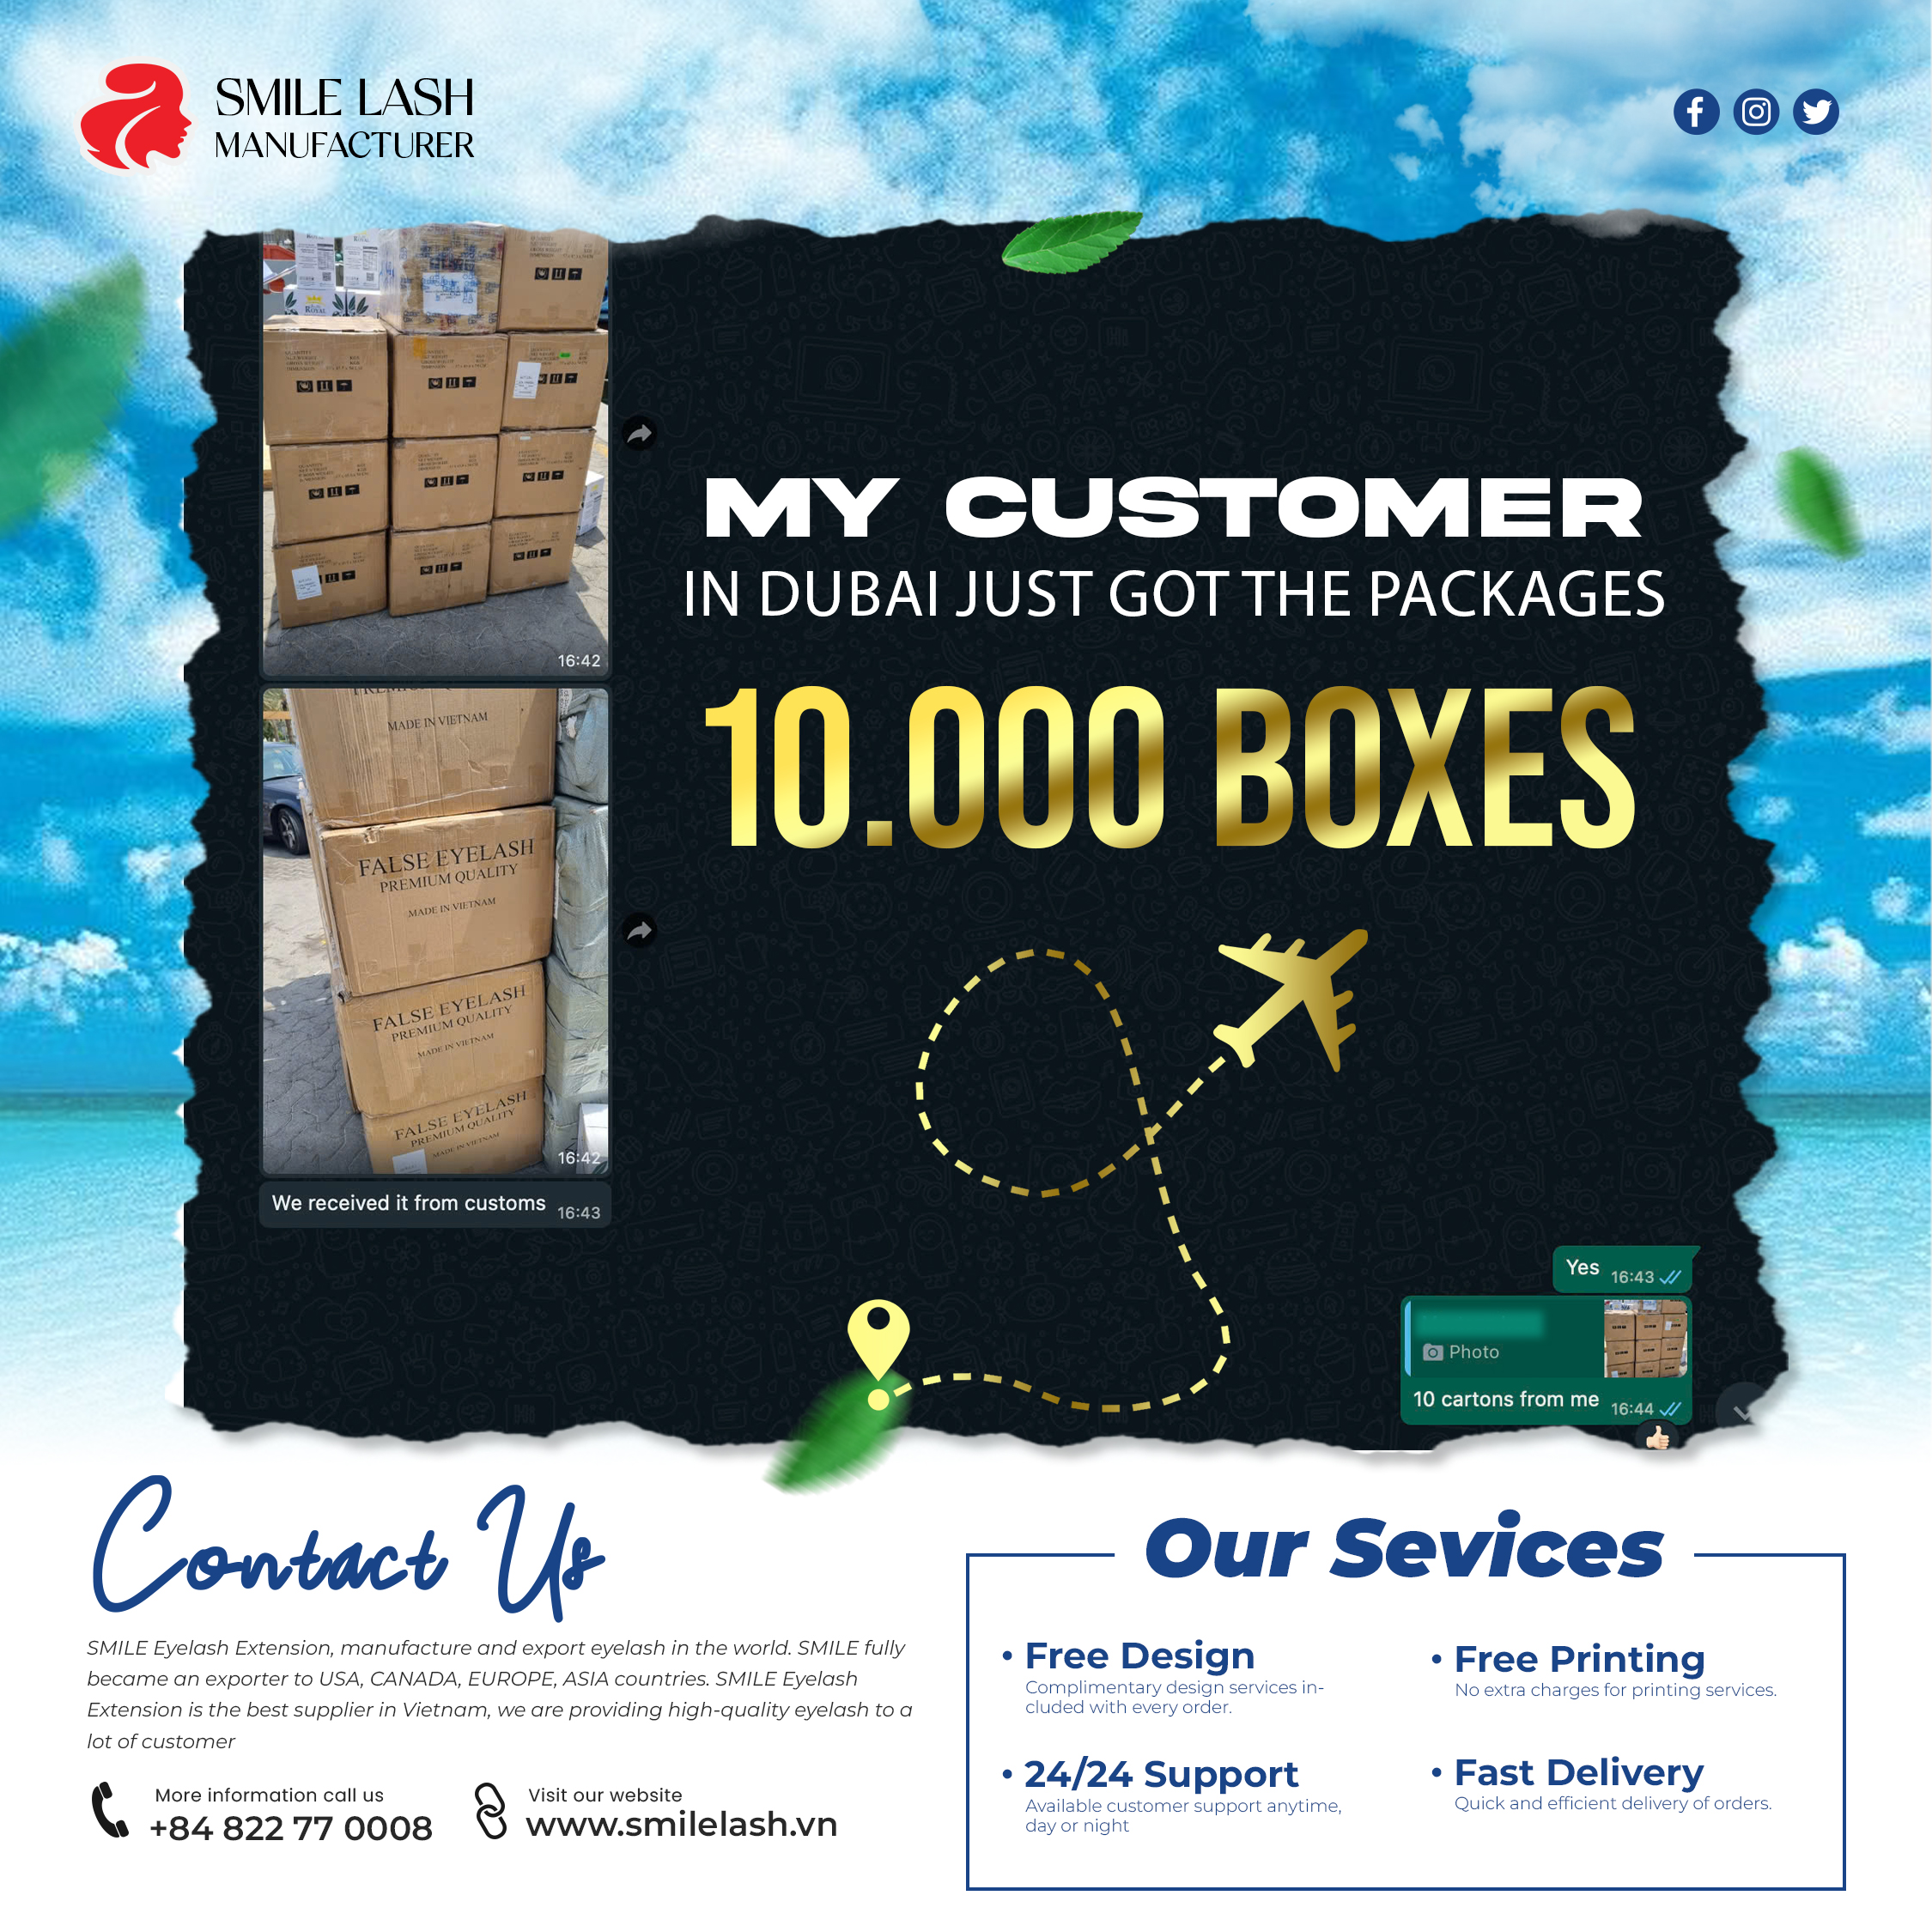 SMILE LASH
MANUFACTURER
ROYAL
16:42
MADE IN VIETNAM
FALSE EYELASH
PREMIUM QUALITY
MADE IN VIETNAM
FALSE EYELASH
PREMIUM QUALITY
MADE IN VIETNAM
FALSE EYELASH
PREMIUM QUALITY
MADE IN VIETNAM
16:42
We received it from customs 16:43
MY CUSTOMER
IN DUBAI JUST GOT THE PACKAGES
10.000 BOXES
Yes 16:43
Photo
10 cartons from me 16:44
Contact Us
SMILE Eyelash Extension, manufacture and export eyelash in the world. SMILE fully
became an exporter to USA, CANADA, EUROPE, ASIA countries. SMILE Eyelash
Extension is the best supplier in Vietnam, we are providing high-quality eyelash to a
lot of customer
More information call us
+84 822 77 0008
Visit our website
www.smilelash.vn
Our Sevices
• Free Design
Complimentary design services in-
cluded with every order.
• Free Printing
No extra charges for printing services.
• 24/24 Support
Available customer support anytime,
day or night
• Fast Delivery
Quick and efficient delivery of orders.